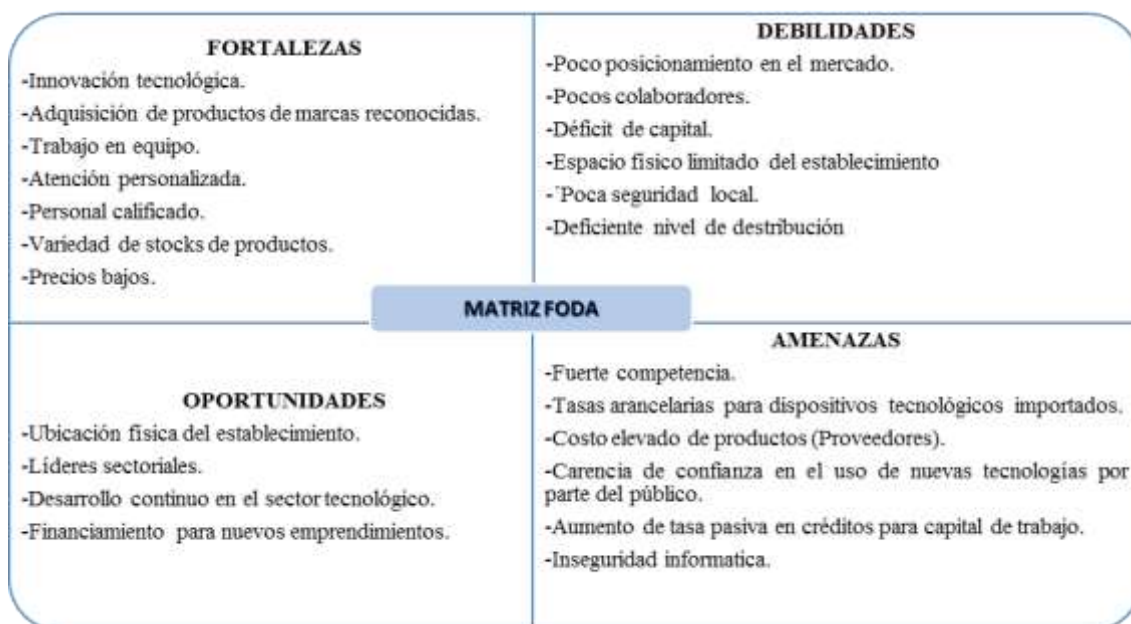 FORTALEZAS
-Innovación tecnológica.
-Adquisición de productos de marcas reconocidas.
-Trabajo en equipo.
-Atención personalizada.
-Personal calificado.
-Variedad de stocks de productos.
-Precios bajos.
DEBILIDADES
-Poco posicionamiento en el mercado.
-Pocos colaboradores.
-Déficit de capital.
-Espacio físico limitado del establecimiento
-¨Poca seguridad local.
-Deficiente nivel de destribución
MATRIZ FODA
OPORTUNIDADES
-Ubicación física del establecimiento.
-Líderes sectoriales.
-Desarrollo continuo en el sector tecnológico.
-Financiamiento para nuevos emprendimientos.
AMENAZAS
-Fuerte competencia.
-Tasas arancelarias para dispositivos tecnológicos importados.
-Costo elevado de productos (Proveedores).
-Carencia de confianza en el uso de nuevas tecnologías por
parte del público.
-Aumento de tasa pasiva en créditos para capital de trabajo.
-Inseguridad informatica.